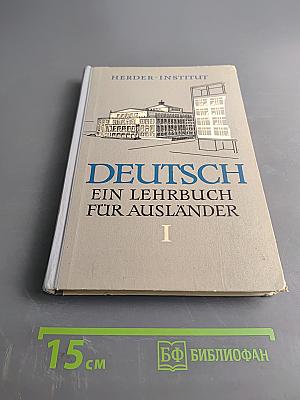 HERDER-INSTITUT
DEUTSCH
EIN LEHRBUCH
FÜR AUSLÄNDER
I
15 см
БФ БИБЛИОФАН